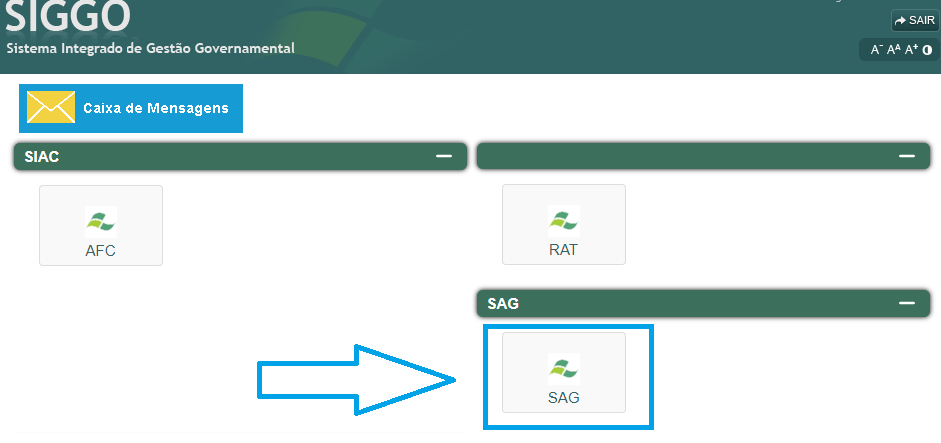 SIGGO
Sistema Integrado de Gestão Governamental
SAIR
A- AA A+
Caixa de Mensagens
SIAC
AFC
RAT
SAG
SAG